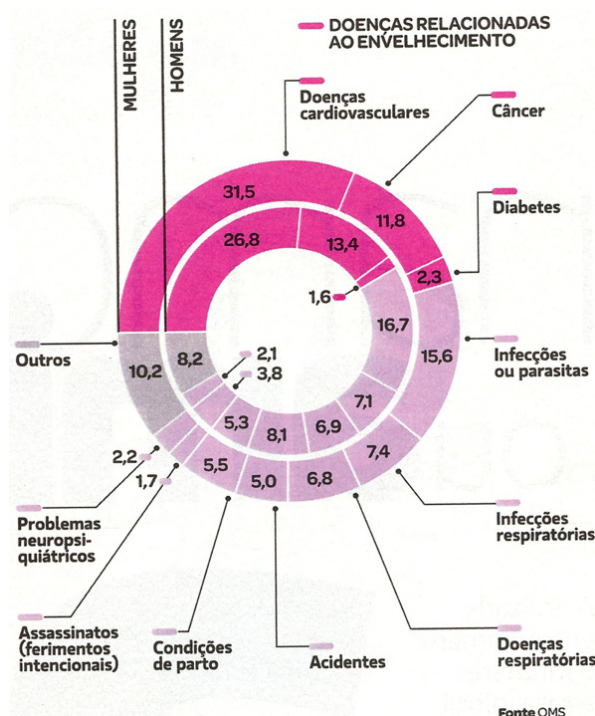 MULHERES
HOMENS
DOENÇAS RELACIONADAS
AO ENVELHECIMENTO
Doenças
cardiovasculares
Câncer
Diabetes
31,5
11,8
2,3
26,8
13,4
1,6
16,7
15,6
Infecções
ou parasitas
Outros
10,2
8,2
2,1
3,8
5,3
8,1
6,9
7,1
7,4
2,2
1,7
5,5
5,0
6,8
Infecções
respiratórias
Problemas
neuropsi-
quiátricos
Assassinatos
(ferimentos
intencionais)
Condições
de parto
Acidentes
Doenças
respiratórias
Fonte OMS